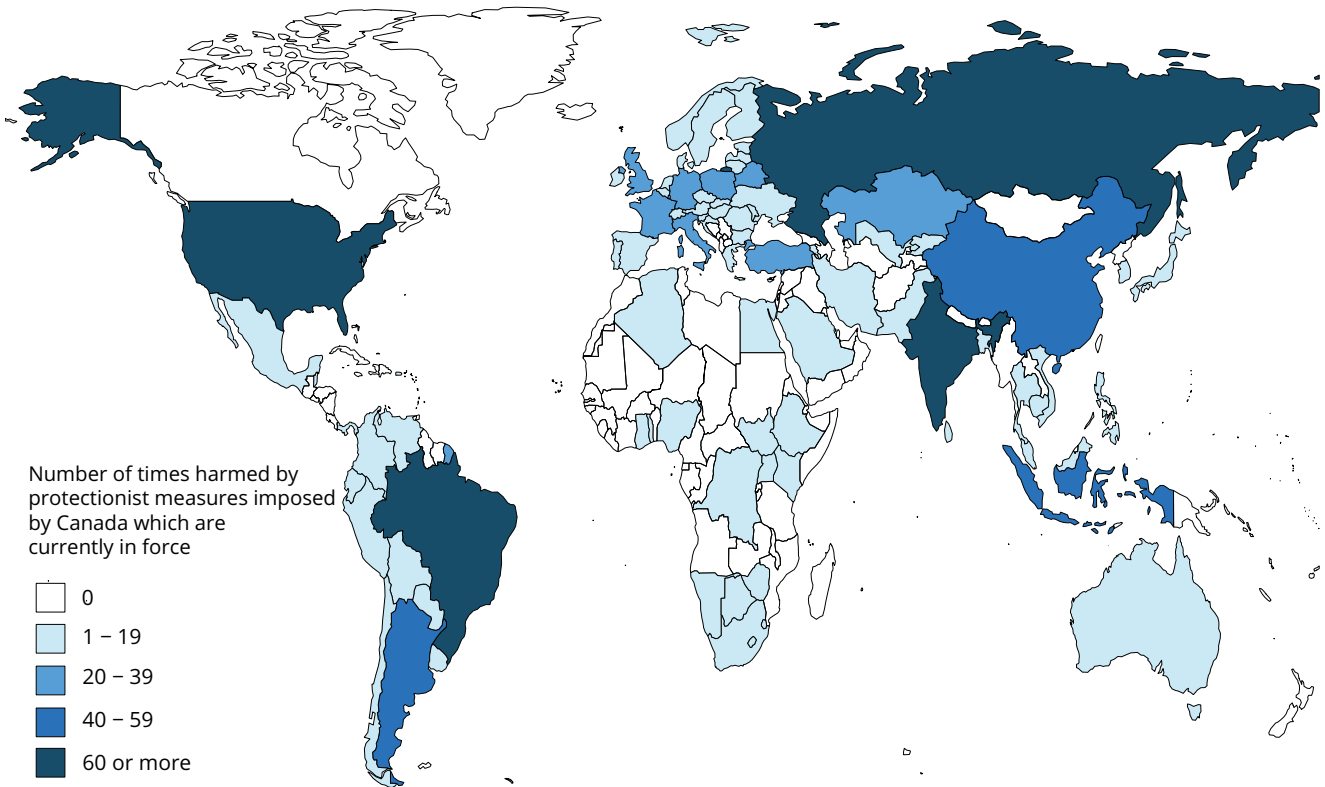 Number of times harmed by
protectionist measures imposed
by Canada which are
currently in force
0
1 – 19
20 – 39
40 – 59
60 or more